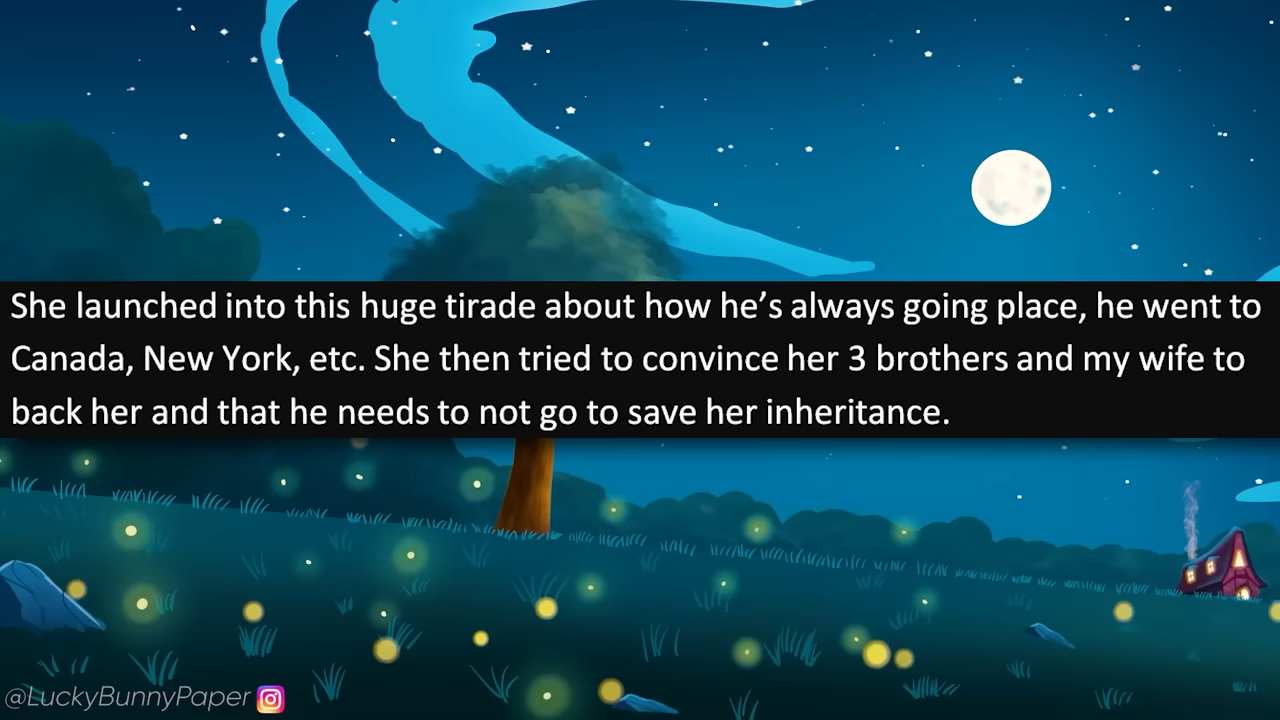 She launched into this huge tirade about how he’s always going place, he went to
Canada, New York, etc. She then tried to convince her 3 brothers and my wife to
back her and that he needs to not go to save her inheritance.
@LuckyBunnyPaper